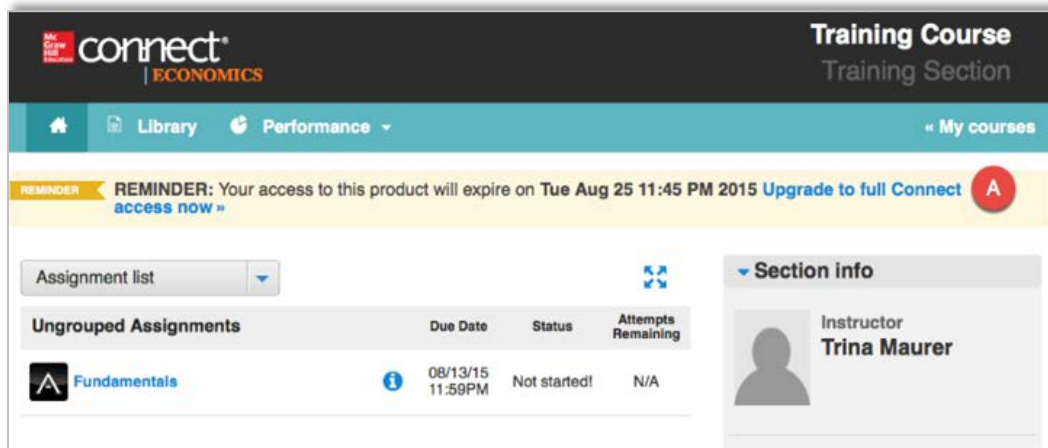 Mc
Graw
Hill
Education
connect®
| ECONOMICS
Training Course
Training Section
Library
Performance
« My courses
REMINDER
REMINDER: Your access to this product will expire on Tue Aug 25 11:45 PM 2015 Upgrade to full Connect
access now »
A
Assignment list
Section info
Ungrouped Assignments Due Date Status Attempts
Remaining
Instructor
Trina Maurer
Fundamentals 08/13/15
11:59PM Not started! N/A